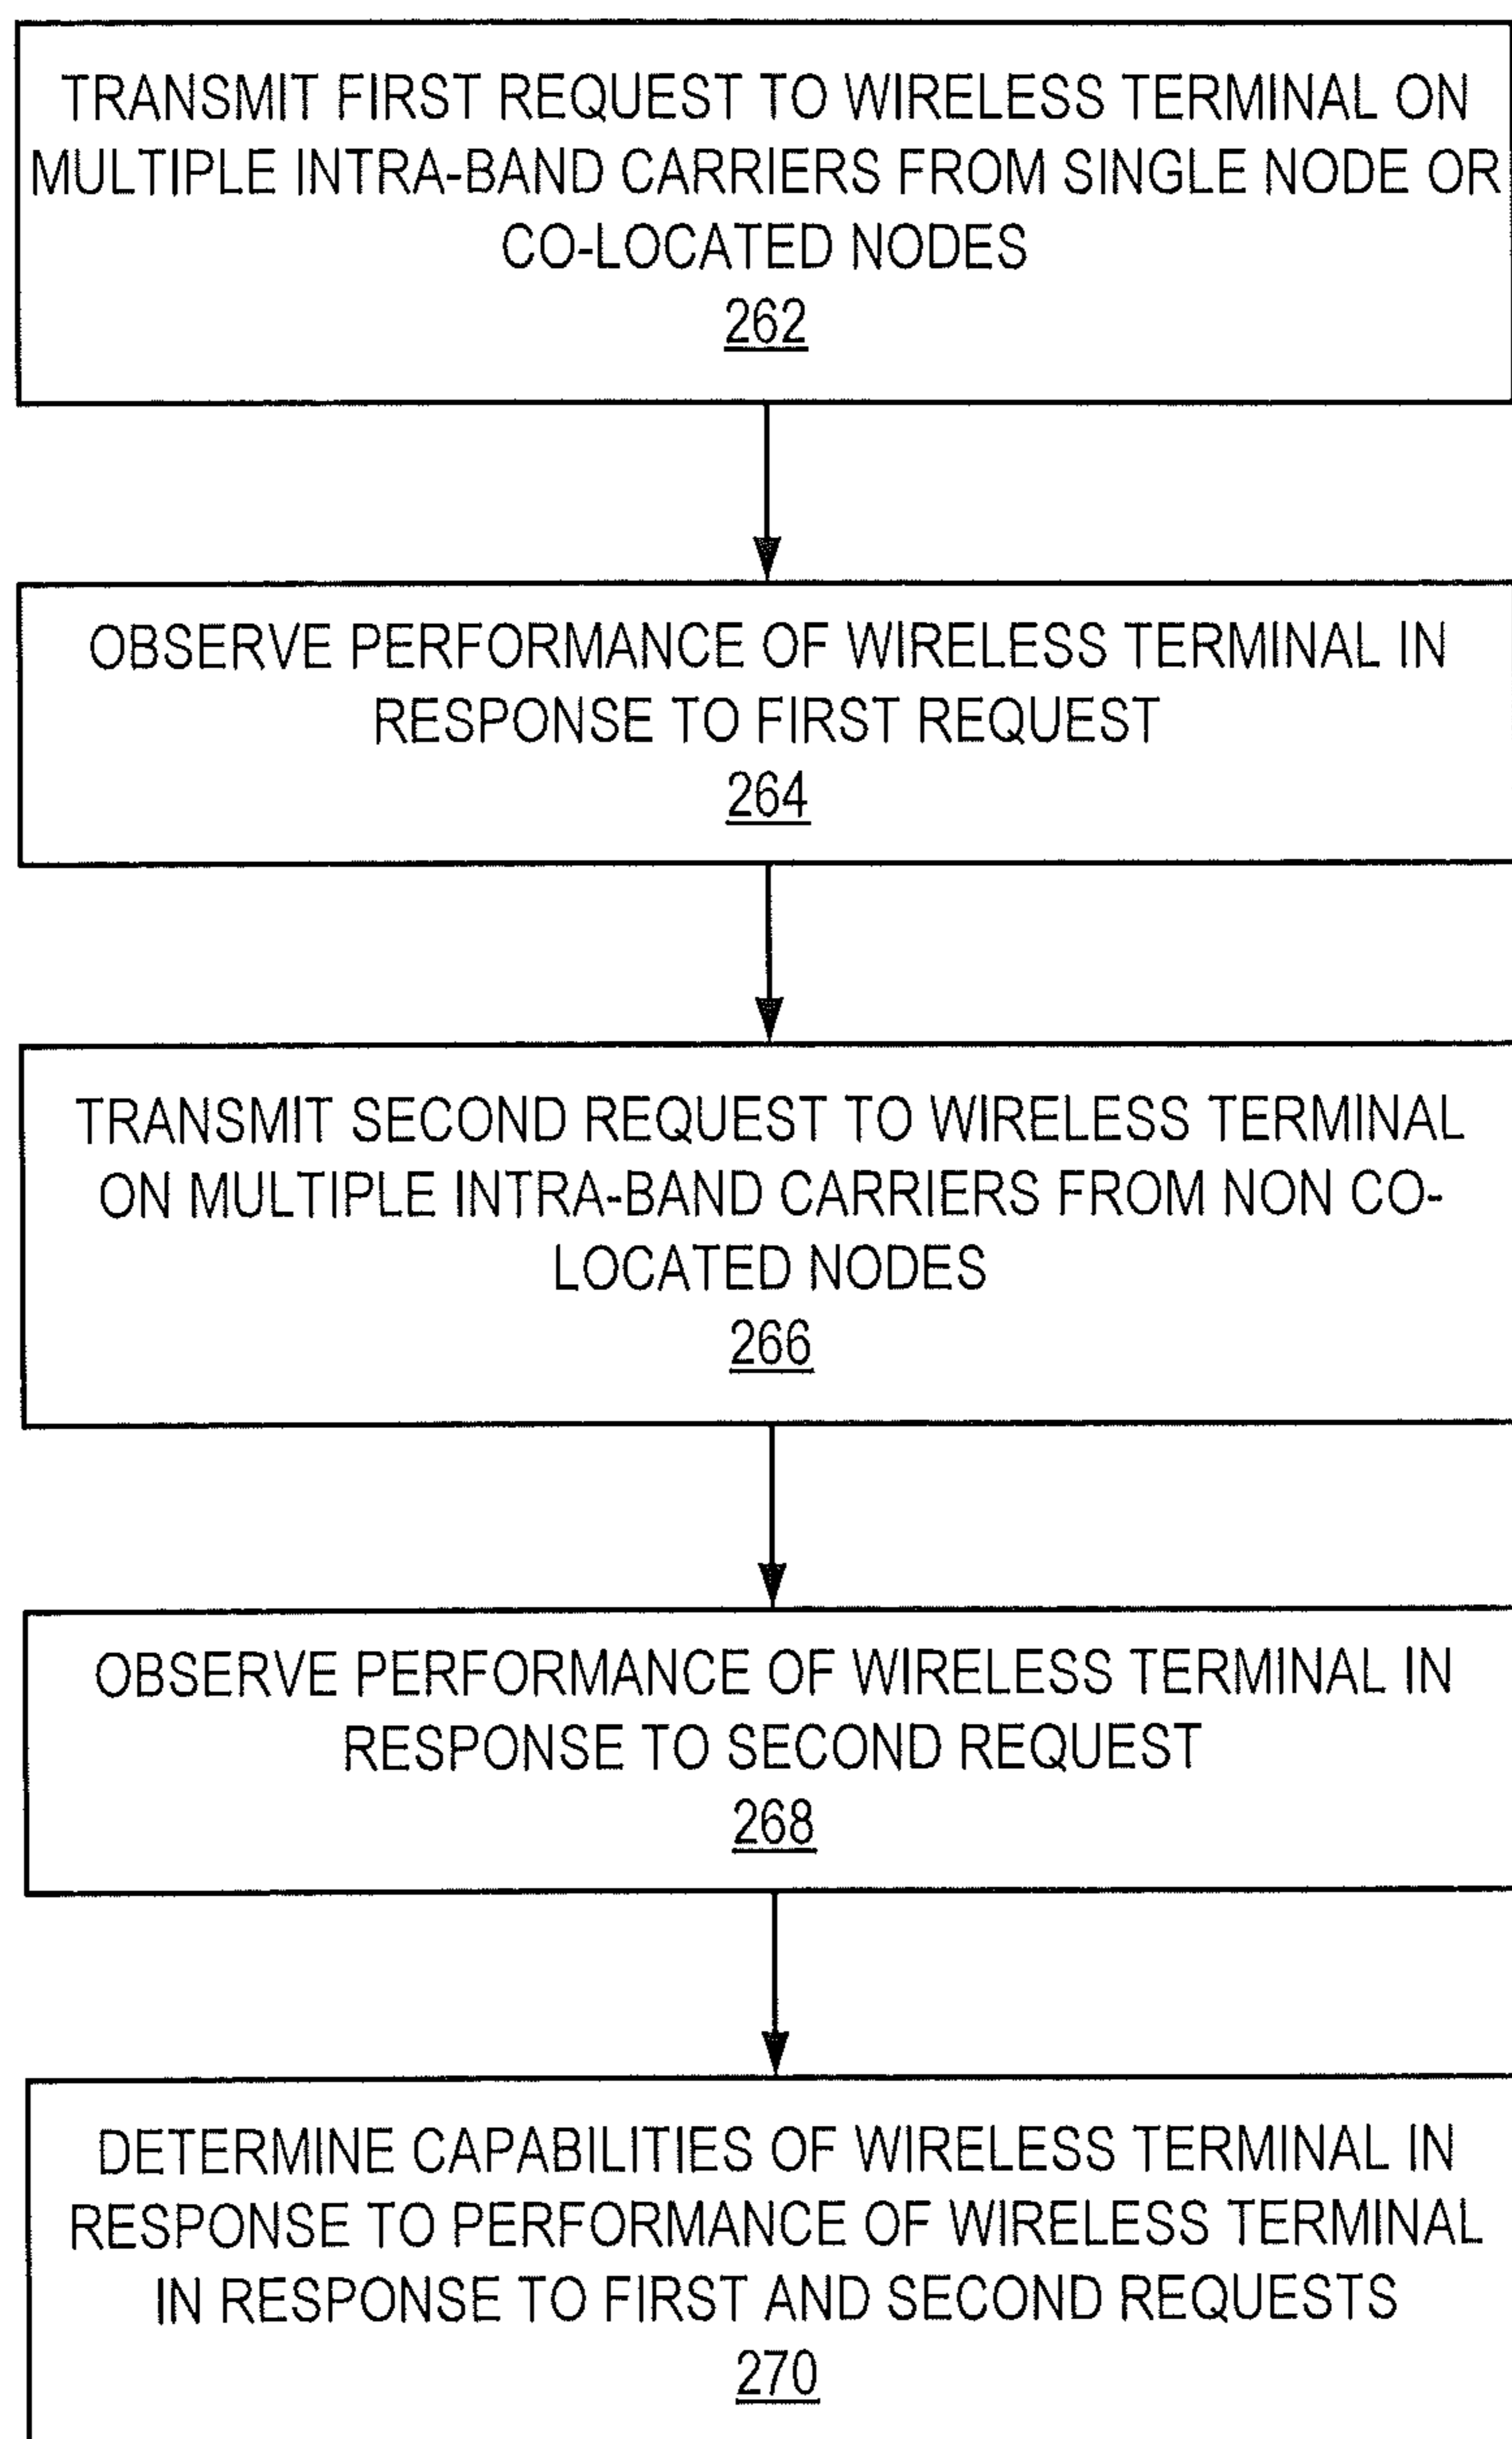 TRANSMIT FIRST REQUEST TO WIRELESS TERMINAL ON
MULTIPLE INTRA-BAND CARRIERS FROM SINGLE NODE OR
CO-LOCATED NODES
262
OBSERVE PERFORMANCE OF WIRELESS TERMINAL IN
RESPONSE TO FIRST REQUEST
264
TRANSMIT SECOND REQUEST TO WIRELESS TERMINAL
ON MULTIPLE INTRA-BAND CARRIERS FROM NON CO-
LOCATED NODES
266
OBSERVE PERFORMANCE OF WIRELESS TERMINAL IN
RESPONSE TO SECOND REQUEST
268
DETERMINE CAPABILITIES OF WIRELESS TERMINAL IN
RESPONSE TO PERFORMANCE OF WIRELESS TERMINAL
IN RESPONSE TO FIRST AND SECOND REQUESTS
270